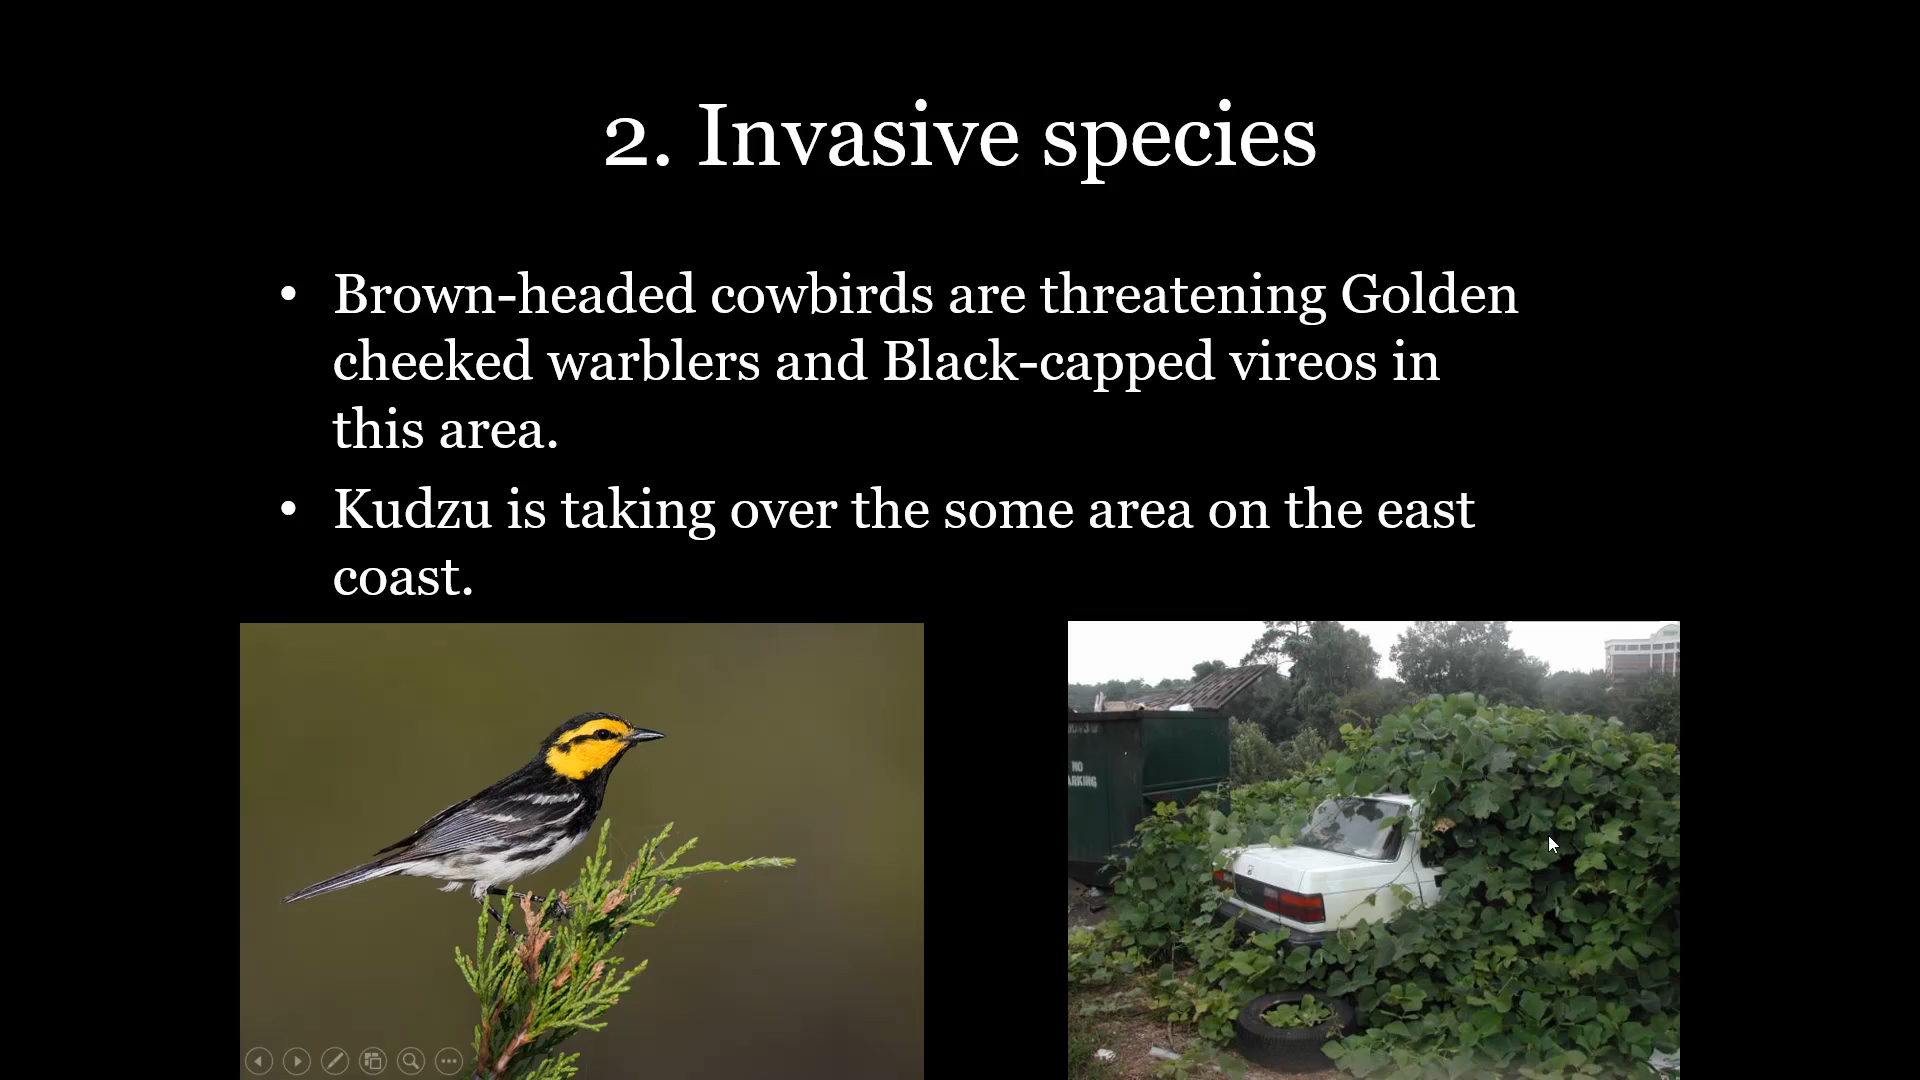 2. Invasive species
• Brown-headed cowbirds are threatening Golden
cheeked warblers and Black-capped vireos in
this area.
• Kudzu is taking over the some area on the east
coast.
NO